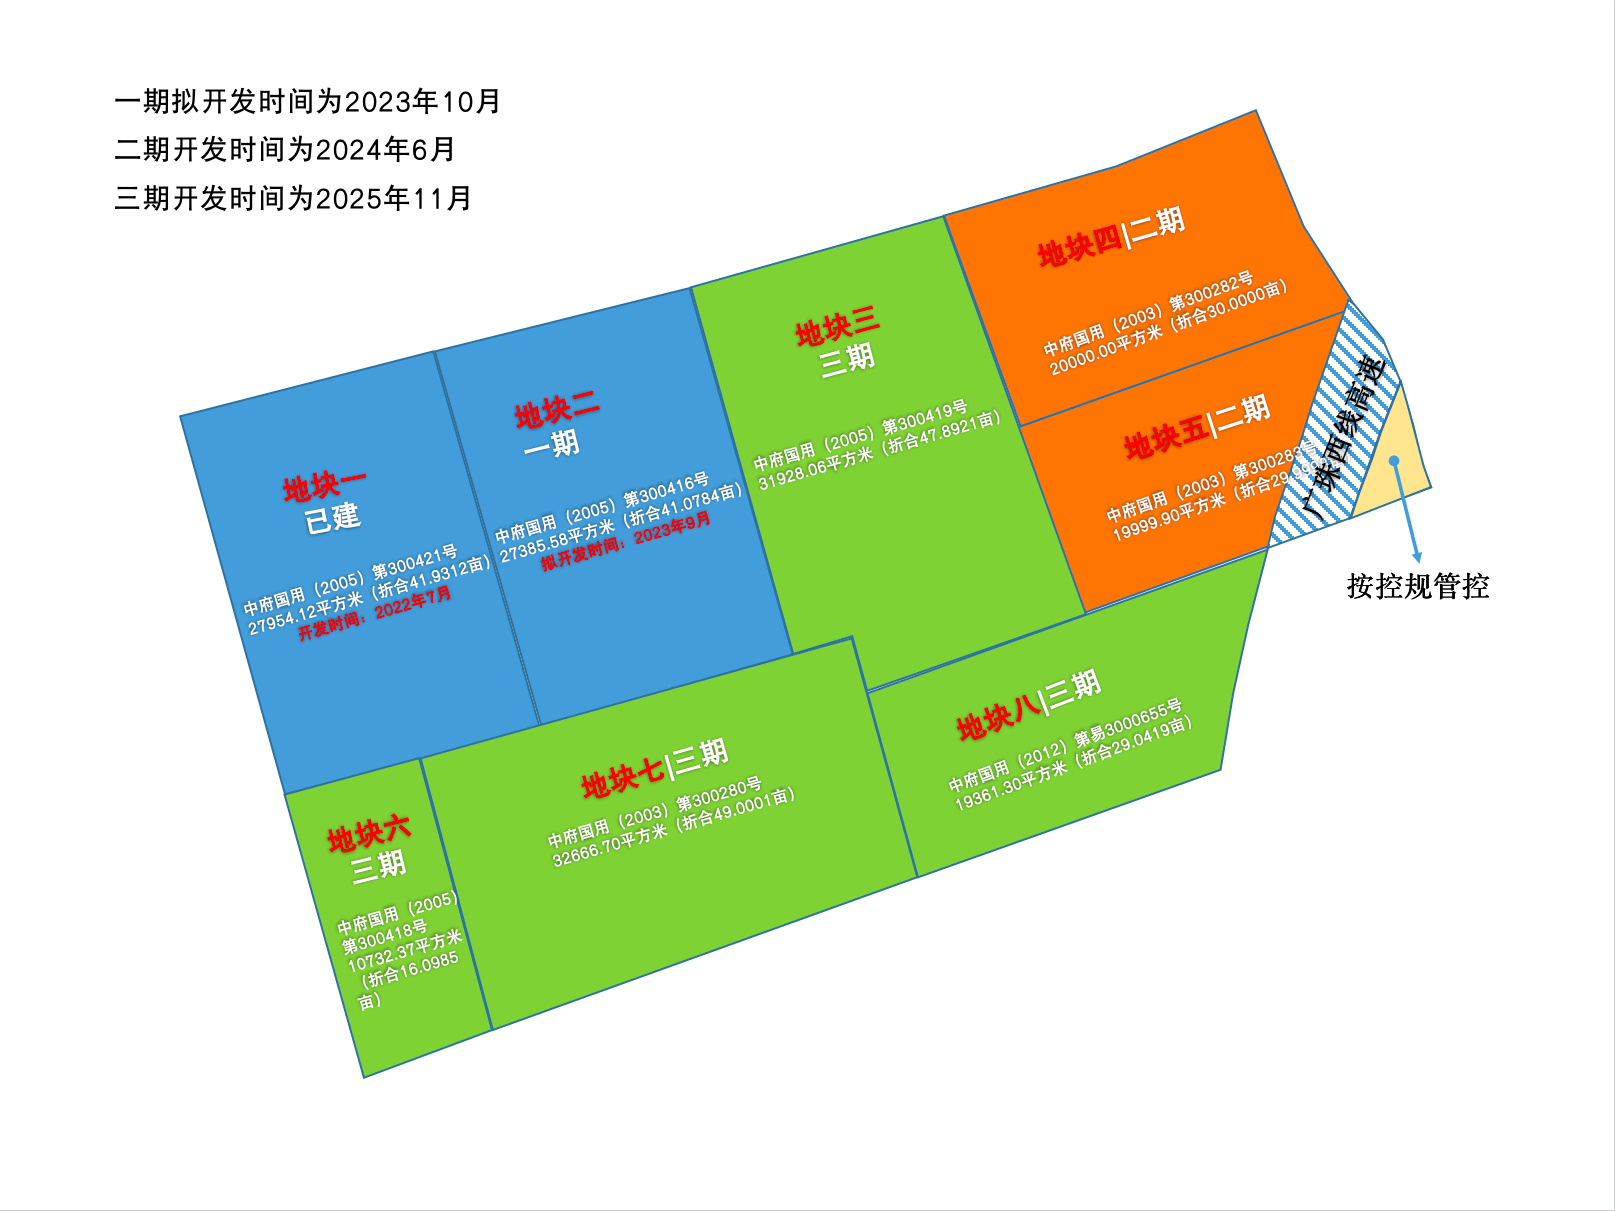 一期拟开发时间为2023年10月
二期开发时间为2024年6月
三期开发时间为2025年11月
地块一
已建
中府国用（2005）第300421号
27954.12平方米（折合41.9312亩）
开发时间：2022年7月
地块二
一期
中府国用（2005）第300416号
27385.58平方米（折合41.0784亩）
拟开发时间：2023年9月
地块三
三期
中府国用（2005）第300419号
31928.06平方米（折合47.8921亩）
地块四|二期
中府国用（2003）第300282号
20000.00平方米（折合30.0000亩）
地块五|二期
中府国用（2003）第300283号
19999.90平方米（折合29.999
广珠西线高速
按控规管控
地块六
三期
中府国用（2005）
第300418号
10732.37平方米
（折合16.0985
亩）
地块七|三期
中府国用（2003）第300280号
32666.70平方米（折合49.0001亩）
地块八|三期
中府国用（2012）第易3000655号
19361.30平方米（折合29.0419亩）